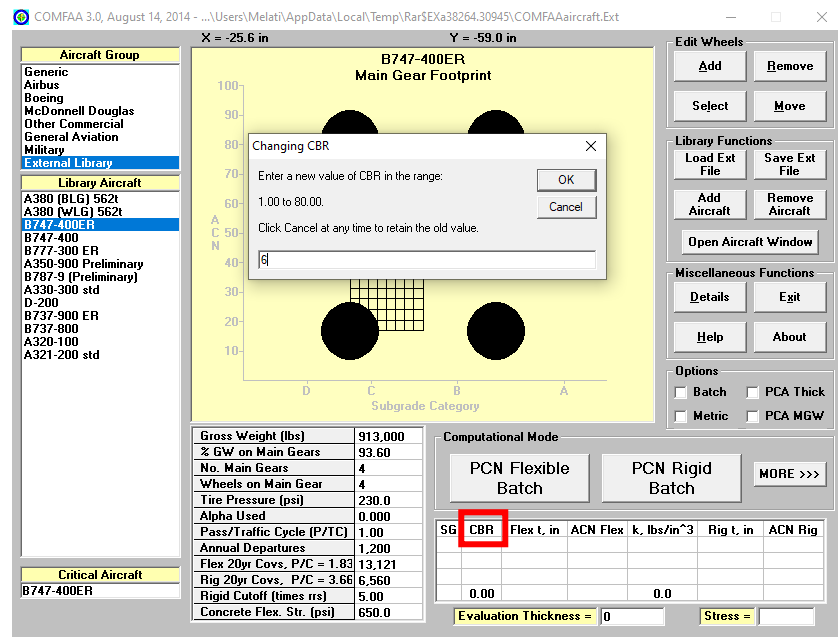 COMFAA 3.0, August 14, 2014 - ...\Users\Melati\AppData\Local\Temp\Rar$EXa38264.30945\COMFAAaircraft.Ext
Aircraft Group
Generic
Airbus
Boeing
McDonnell Douglas
Other Commercial
General Aviation
Military
External Library
Library Aircraft
A380 (BLG) 562t
A380 (WLG) 562t
B747-400ER
B747-400
B777-300 ER
A350-900 Preliminary
B787-9 (Preliminary)
A330-300 std
D-200
B737-900 ER
B737-800
A320-100
A321-200 std
Critical Aircraft
B747-400ER
X = -25.6 in Y = -59.0 in
B747-400ER
Main Gear Footprint
100
90
80
70
60
50
40
30
20
10
ACN
D C B A
Subgrade Category
Changing CBR
Enter a new value of CBR in the range:
1.00 to 80.00.
Click Cancel at any time to retain the old value.
6
OK
Cancel
Gross Weight (lbs) 913,000
% GW on Main Gears 93.60
No. Main Gears 4
Wheels on Main Gear 4
Tire Pressure (psi) 230.0
Alpha Used 0.000
Pass/Traffic Cycle (P/TC) 1.00
Annual Departures 1,200
Flex 20yr Covs, P/C = 1.83 13,121
Rig 20yr Covs, P/C = 3.66 6,560
Rigid Cutoff (times rrs) 5.00
Concrete Flex. Str. (psi) 650.0
Edit Wheels
Add Remove
Select Move
Library Functions
Load Ext File
Save Ext File
Add Aircraft
Remove Aircraft
Open Aircraft Window
Miscellaneous Functions
Details Exit
Help About
Options
Batch PCA Thick
Metric PCA MGW
Computational Mode
PCN Flexible Batch
PCN Rigid Batch
MORE >>>
SG CBR Flex t, in ACN Flex k, lbs/in^3 Rig t, in ACN Rig
0.00 0.0
Evaluation Thickness = 0 Stress =